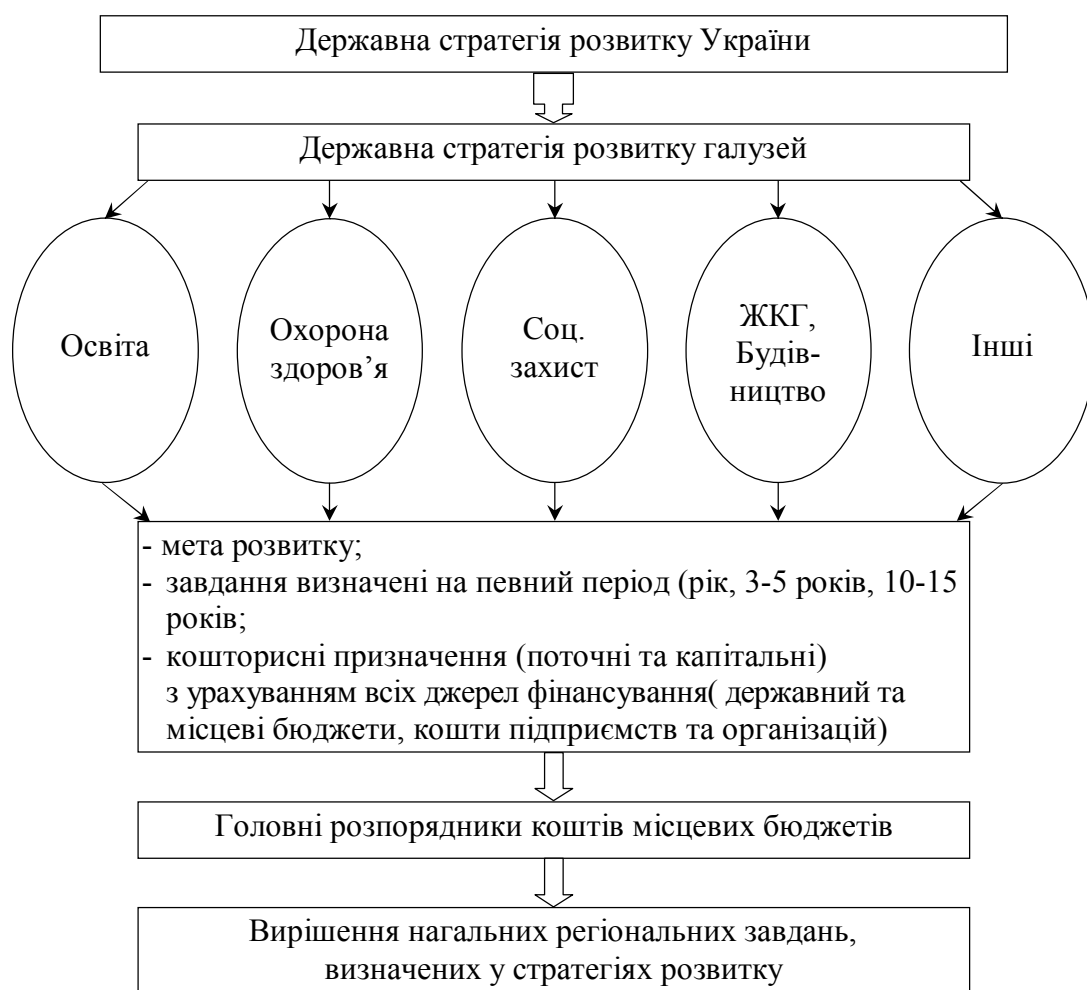 Державна стратегія розвитку України
Державна стратегія розвитку галузей
Освіта
Охорона
здоров’я
Соц.
захист
ЖКГ,
Будів-
ництво
Інші
- мета розвитку;
- завдання визначені на певний період (рік, 3-5 років, 10-15
років;
- кошторисні призначення (поточні та капітальні)
з урахуванням всіх джерел фінансування( державний та
місцеві бюджети, кошти підприємств та організацій)
Головні розпорядники коштів місцевих бюджетів
Вирішення нагальних регіональних завдань,
визначених у стратегіях розвитку